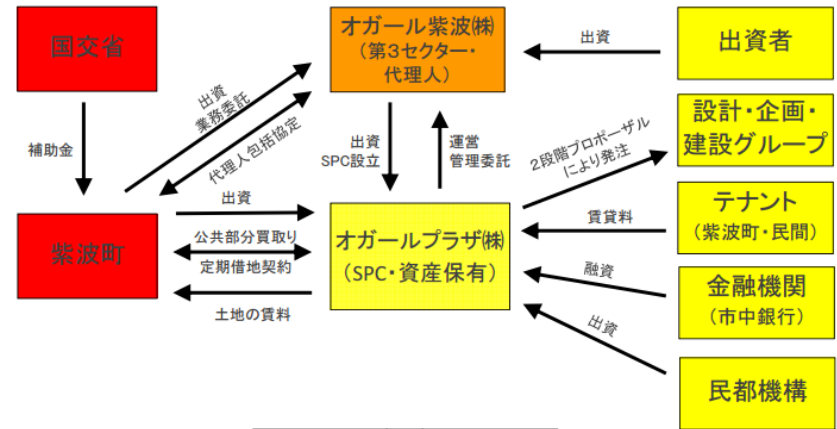 国交省
オガール紫波㈱
(第3セクター・
代理人)
出資
出資者
出資
業務委託
代理人包括協定
補助金
出資
SPC設立
運営
管理委託
2段階プロポーザル
により発注
設計・企画・
建設グループ
紫波町
出資
公共部分買取り
定期借地契約
土地の賃料
オガールプラザ㈱
(SPC・資産保有)
賃貸料
テナント
(紫波町・民間)
融資
金融機関
(市中銀行)
出資
民都機構